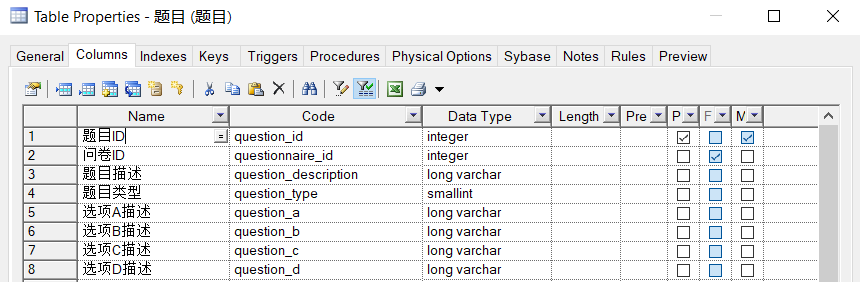 Table Properties - 题目 (题目)
General Columns Indexes Keys Triggers Procedures Physical Options Sybase Notes Rules Preview
Name Code Data Type Length Pre P F M
1 题目ID = question_id integer
2 问卷ID questionnaire_id integer
3 题目描述 question_description long varchar
4 题目类型 question_type smallint
5 选项A描述 question_a long varchar
6 选项B描述 question_b long varchar
7 选项C描述 question_c long varchar
8 选项D描述 question_d long varchar